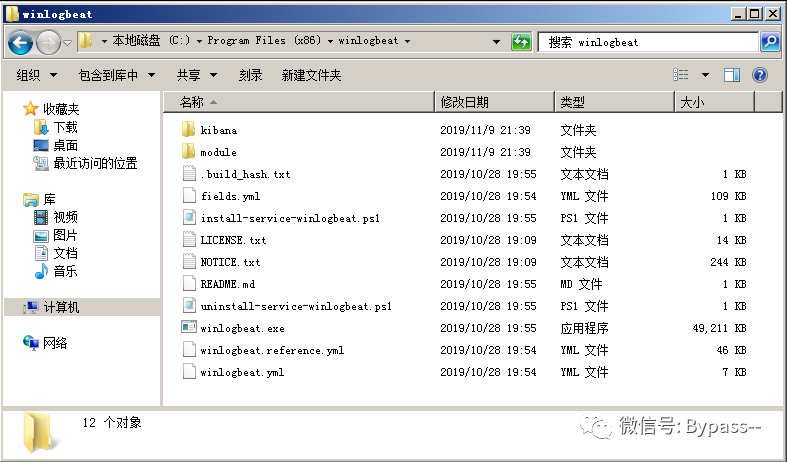 winlogbeat
本地磁盘 (C:) Program Files (x86) winlogbeat
搜索 winlogbeat
组织 包含到库中 共享 刻录 新建文件夹
收藏夹
下载
桌面
最近访问的位置
库
视频
图片
文档
音乐
计算机
网络
名称 修改日期 类型 大小
kibana 2019/11/9 21:39 文件夹
module 2019/11/9 21:39 文件夹
.build_hash.txt 2019/10/28 19:55 文本文档 1 KB
fields.yml 2019/10/28 19:54 YML 文件 109 KB
install-service-winlogbeat.ps1 2019/10/28 19:55 PS1 文件 1 KB
LICENSE.txt 2019/10/28 19:09 文本文档 14 KB
NOTICE.txt 2019/10/28 19:09 文本文档 244 KB
README.md 2019/10/28 19:55 MD 文件 1 KB
uninstall-service-winlogbeat.ps1 2019/10/28 19:55 PS1 文件 1 KB
winlogbeat.exe 2019/10/28 19:55 应用程序 49,211 KB
winlogbeat.reference.yml 2019/10/28 19:54 YML 文件 46 KB
winlogbeat.yml 2019/10/28 19:54 YML 文件 7 KB
12 个对象
微信号: Bypass--